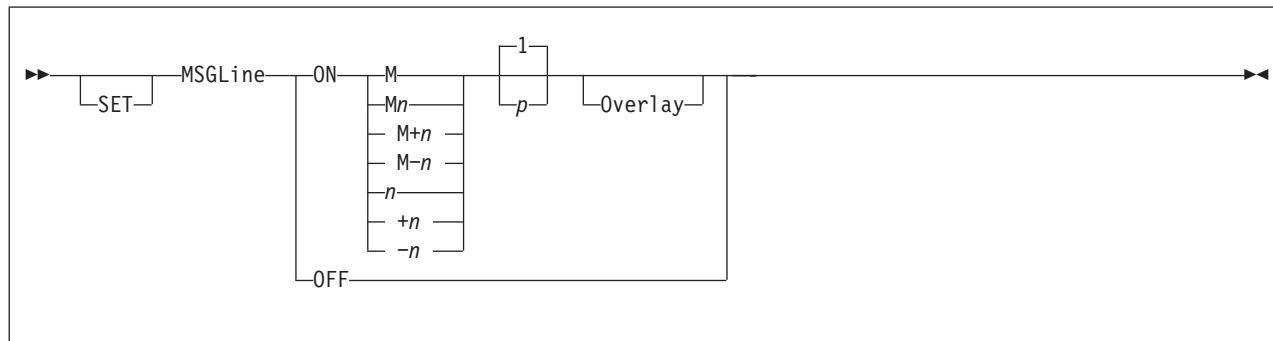 1
MSGLine ON M
SET Mn p Overlay
M+n
M−n
n
+n
−n
OFF